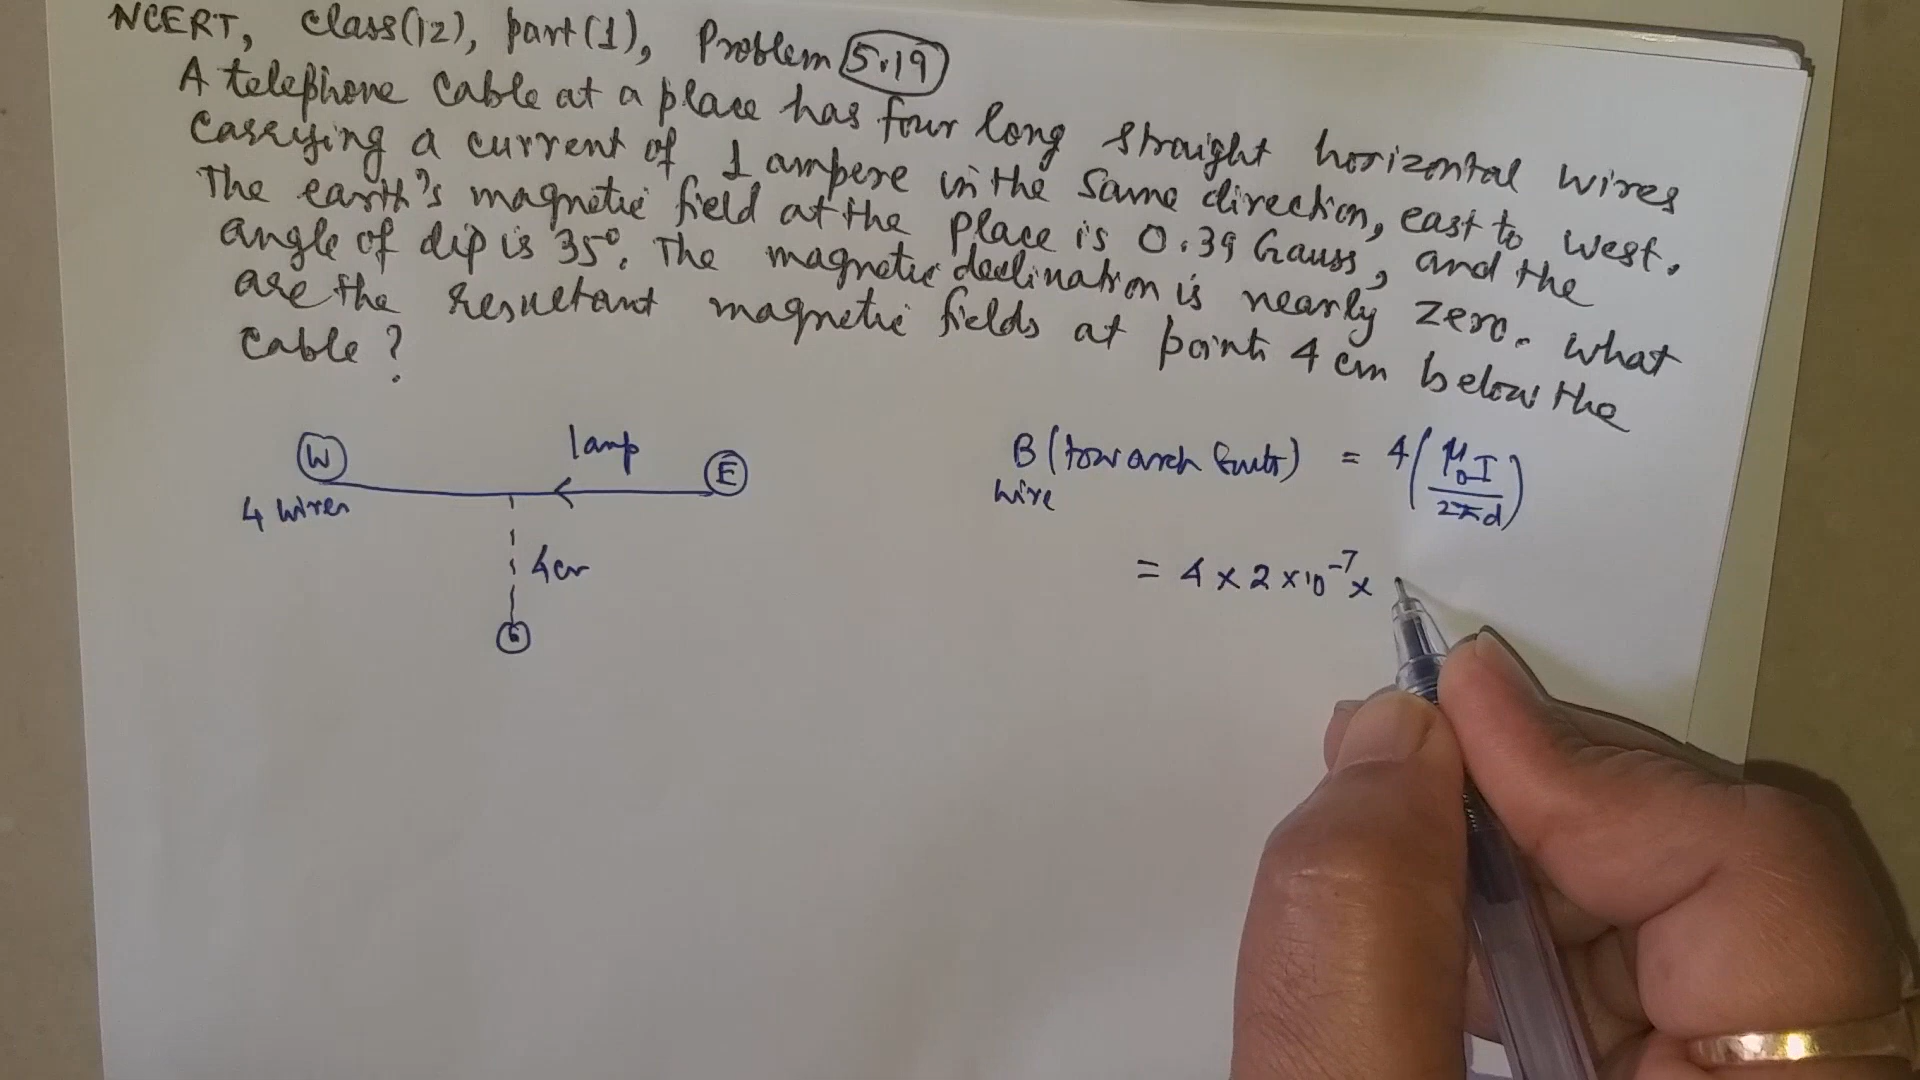 NCERT, Class(12), part(1), Problem 5.19
A telephone cable at a place has four long straight horizontal wires
carrying a current of 1 ampere in the same direction, east to west.
The earth's magnetic field at the place is 0.39 Gauss, and the
angle of dip is 35°. The magnetic declination is nearly zero. What
are the resultant magnetic fields at points 4 cm below the
cable?
W 1amp E
4 wires
4cm
B (towards ) = 4(μ₀I/2πd)
wire
= 4 × 2 × 10⁻⁷ ×